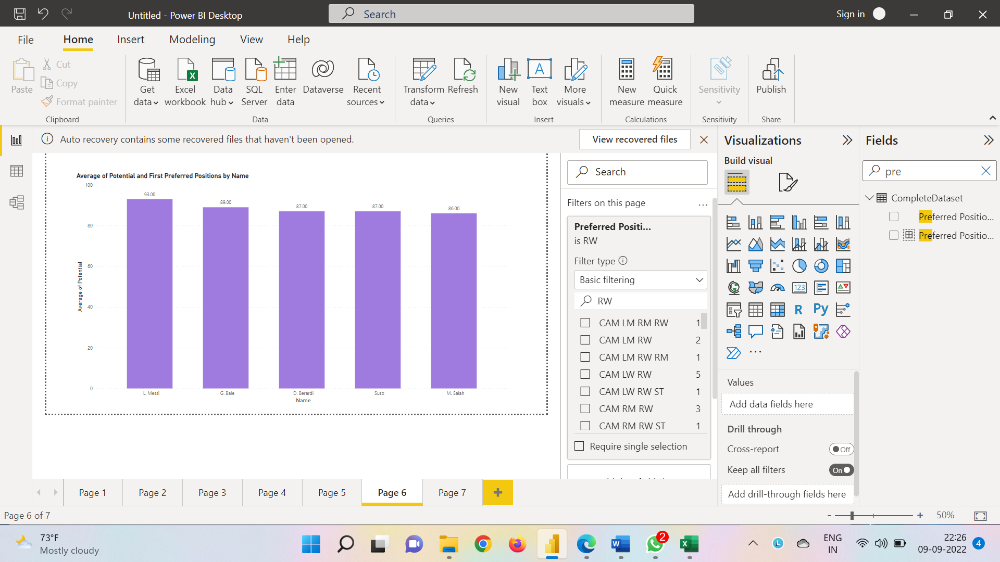 Untitled - Power BI Desktop
Search
Sign in
File
Home
Insert
Modeling
View
Help
Paste
Cut
Copy
Format painter
Clipboard
Get data
Excel workbook
Data hub
SQL Server
Enter data
Dataverse
Recent sources
Data
Transform data
Refresh
Queries
New visual
Text box
More visuals
Insert
New measure
Quick measure
Calculations
Sensitivity
Sensitivity
Publish
Share
Auto recovery contains some recovered files that haven't been opened.
View recovered files
Average of Potential and First Preferred Positions by Name
100
80
60
40
20
0
Average of Potential
93.00
89.00
87.00
87.00
86.00
L. Messi
G. Bale
D. Berardi
Suso
M. Salah
Name
Search
Filters on this page
...
Preferred Positi...
is RW
Filter type
Basic filtering
RW
CAM LM RM RW 1
CAM LM RW 2
CAM LM RW RM 1
CAM LW RW 5
CAM LW RW ST 1
CAM RM RW 3
CAM RM RW ST 1
Require single selection
Visualizations
Build visual
123
R
Py
...
Values
Add data fields here
Drill through
Cross-report
Off
Keep all filters
On
Add drill-through fields here
Fields
pre
CompleteDataset
Preferred Positio...
Preferred Positio...
Page 1
Page 2
Page 3
Page 4
Page 5
Page 6
Page 7
+
Page 6 of 7
-
+
50%
73°F
Mostly cloudy
2
ENG
IN
22:26
09-09-2022
4